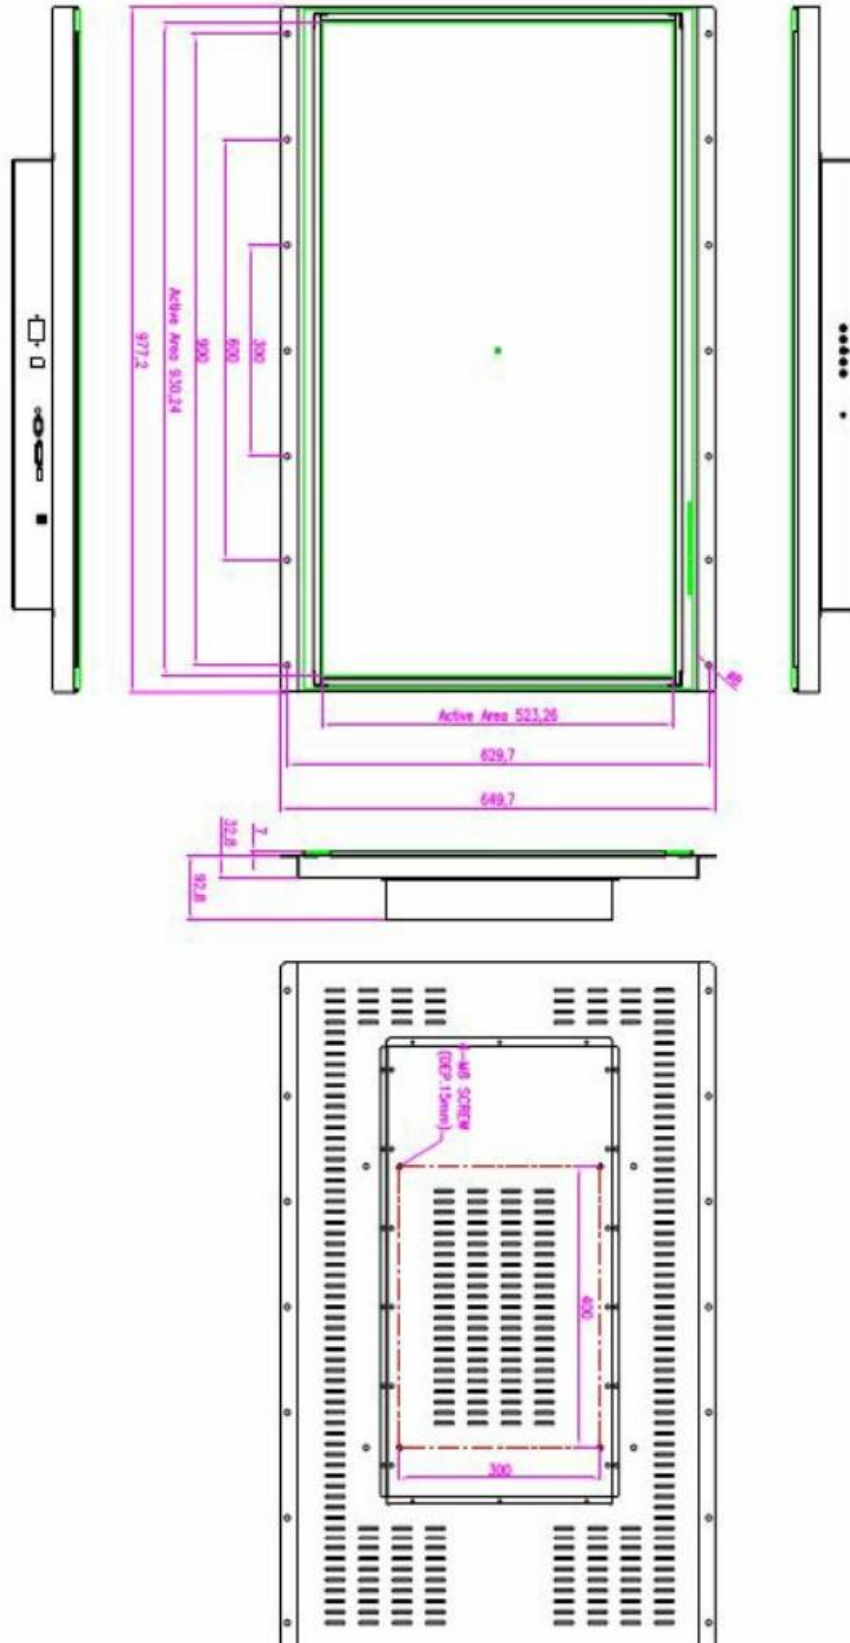 977,2
Active Area 930,24
900
600
300
Active Area 523,26
629,7
649,7
7
32,8
92,8
4-M8 SCREW
(DEP.15mm)
400
300